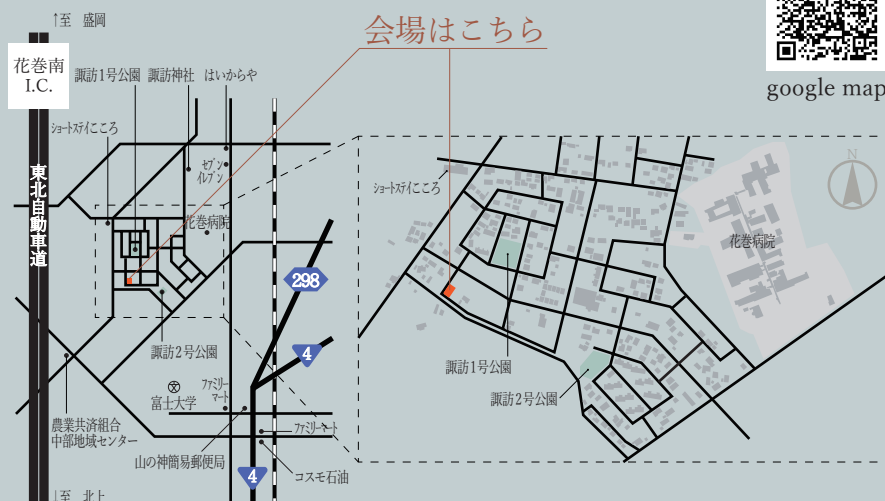 ↑至 盛岡
会場はこちら
花巻南
I.C.
諏訪1号公園 諏訪神社 はいからや
google map
ショートステイこころ
セブン
イレブン
東北自動車道
花巻病院
298
4
諏訪2号公園
富士大学
ファミリー
マート
農業共済組合
中部地域センター
山の神簡易郵便局
ファミリーマート
コスモ石油
4
↓至 北上
N
ショートステイこころ
花巻病院
諏訪1号公園
諏訪2号公園